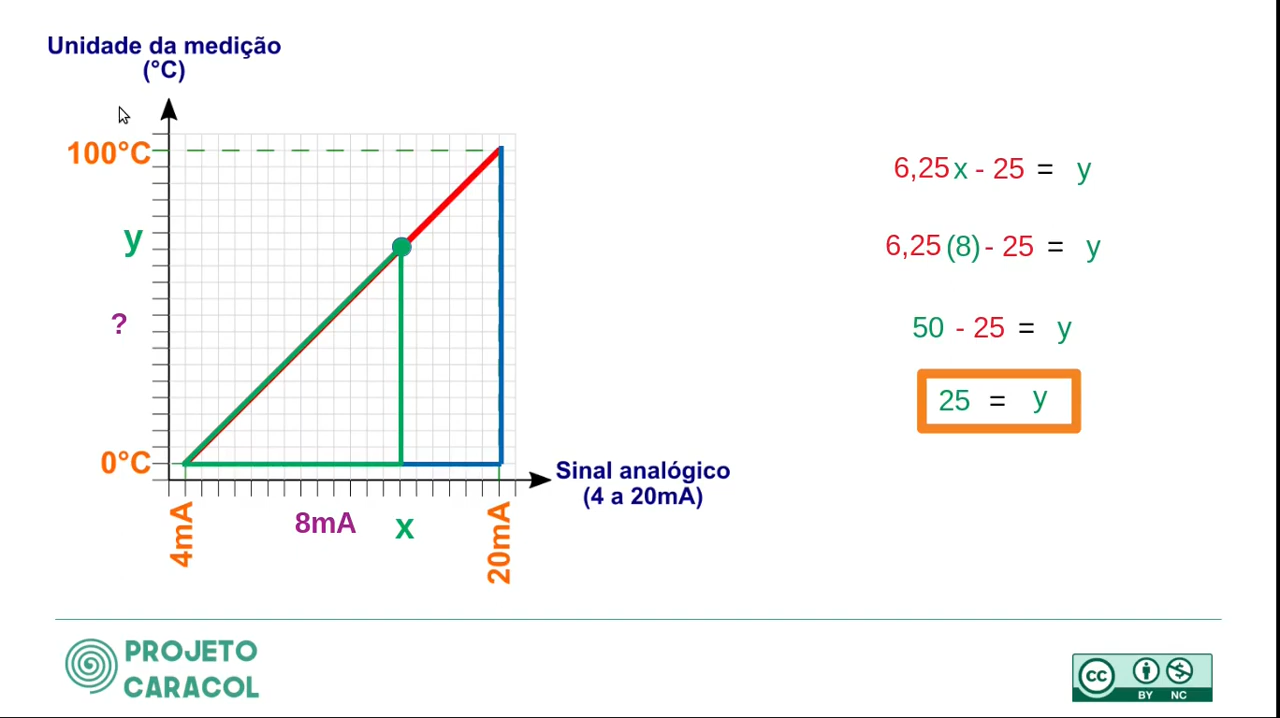 Unidade da medição
(°C)
100°C
y
?
0°C
4mA
8mA
x
20mA
Sinal analógico
(4 a 20mA)
6,25x - 25 = y
6,25(8) - 25 = y
50 - 25 = y
25 = y
PROJETO
CARACOL
cc
BY NC